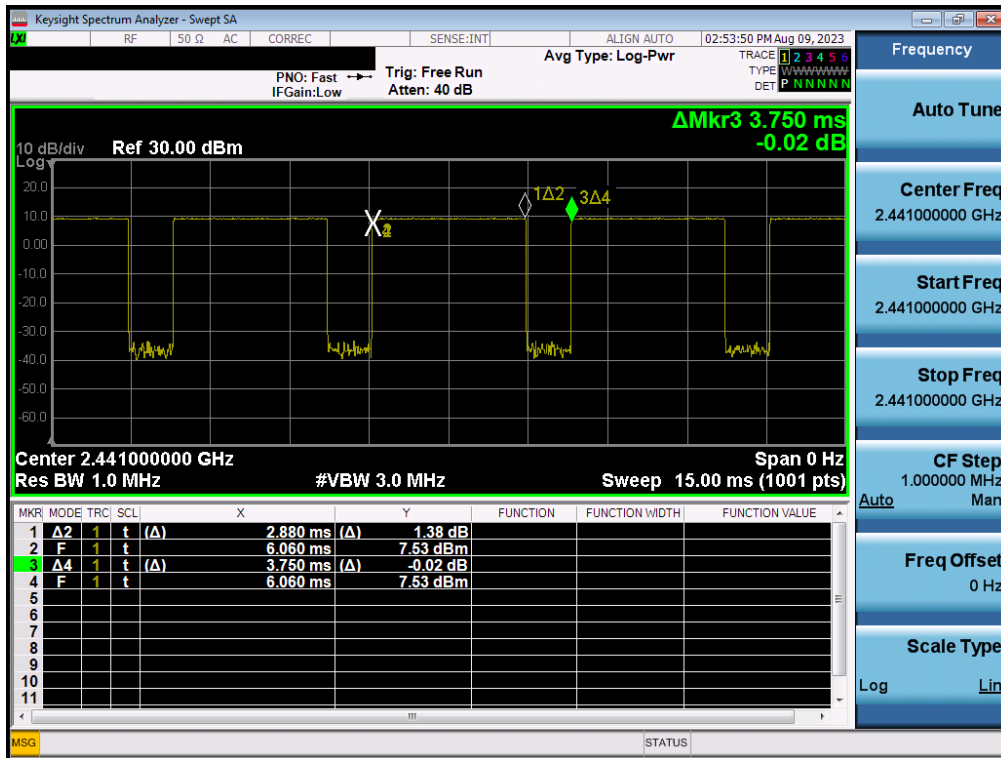 Keysight Spectrum Analyzer - Swept SA
LXI RF 50 Ω AC CORREC SENSE:INT ALIGN AUTO 02:53:50 PM Aug 09, 2023
PNO: Fast
IFGain:Low
Trig: Free Run
Atten: 40 dB
Avg Type: Log-Pwr
TRACE 1 2 3 4 5 6
TYPE WWWWWW
DET P N N N N N
ΔMkr3 3.750 ms
-0.02 dB
10 dB/div Ref 30.00 dBm
Log
20.0
10.0
0.00
-10.0
-20.0
-30.0
-40.0
-50.0
-60.0
1Δ2
3Δ4
Center 2.441000000 GHz Span 0 Hz
Res BW 1.0 MHz #VBW 3.0 MHz Sweep 15.00 ms (1001 pts)
MKR MODE TRC SCL X Y FUNCTION FUNCTION WIDTH FUNCTION VALUE
1 Δ2 1 t (Δ) 2.880 ms (Δ) 1.38 dB
2 F 1 t 6.060 ms 7.53 dBm
3 Δ4 1 t (Δ) 3.750 ms (Δ) -0.02 dB
4 F 1 t 6.060 ms 7.53 dBm
5
6
7
8
9
10
11
MSG STATUS
Frequency
Auto Tune
Center Freq
2.441000000 GHz
Start Freq
2.441000000 GHz
Stop Freq
2.441000000 GHz
CF Step
1.000000 MHz
Auto Man
Freq Offset
0 Hz
Scale Type
Log Lin